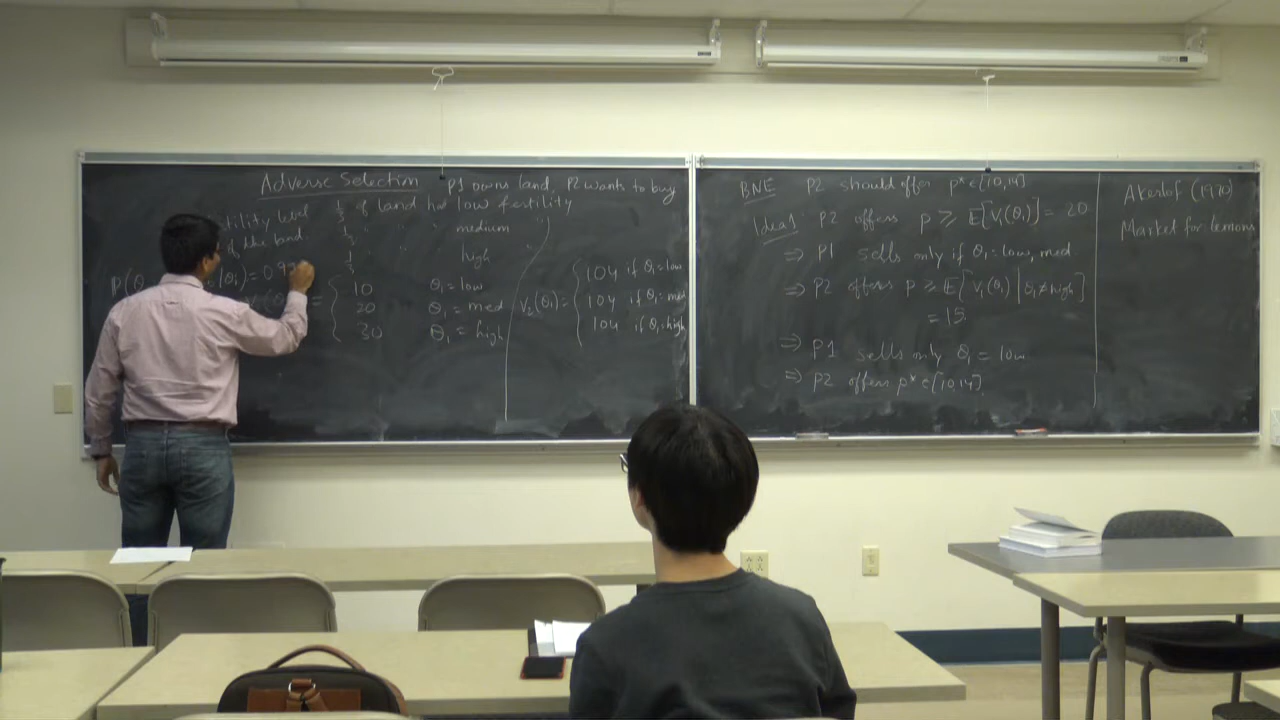 Adverse Selection P1 owns land, P2 wants to buy
tility level 1/3 of land has low fertility
of the land 1/3 " " medium "
1/3 high "
(θ₁) = 0.9
= { 10 θ₁ = low
20 θ₁ = med
30 θ₁ = high
V₂(θ₁) = { 104 if θ₁ = low
104 if θ₁ = med
104 if θ₁ = high
BNE P2 should offer p* ∈ [10,14]
Idea: P2 offers p ≥ E[V₁(θ₁)] = 20
⇒ P1 sells only if θ₁ = low, med
⇒ P2 offers p ≥ E[V₁(θ₁) | θ₁ ≠ high]
= 15
⇒ P1 sells only θ₁ = low
⇒ P2 offers p* ∈ [10,14]
Akerlof (1970)
Market for Lemons